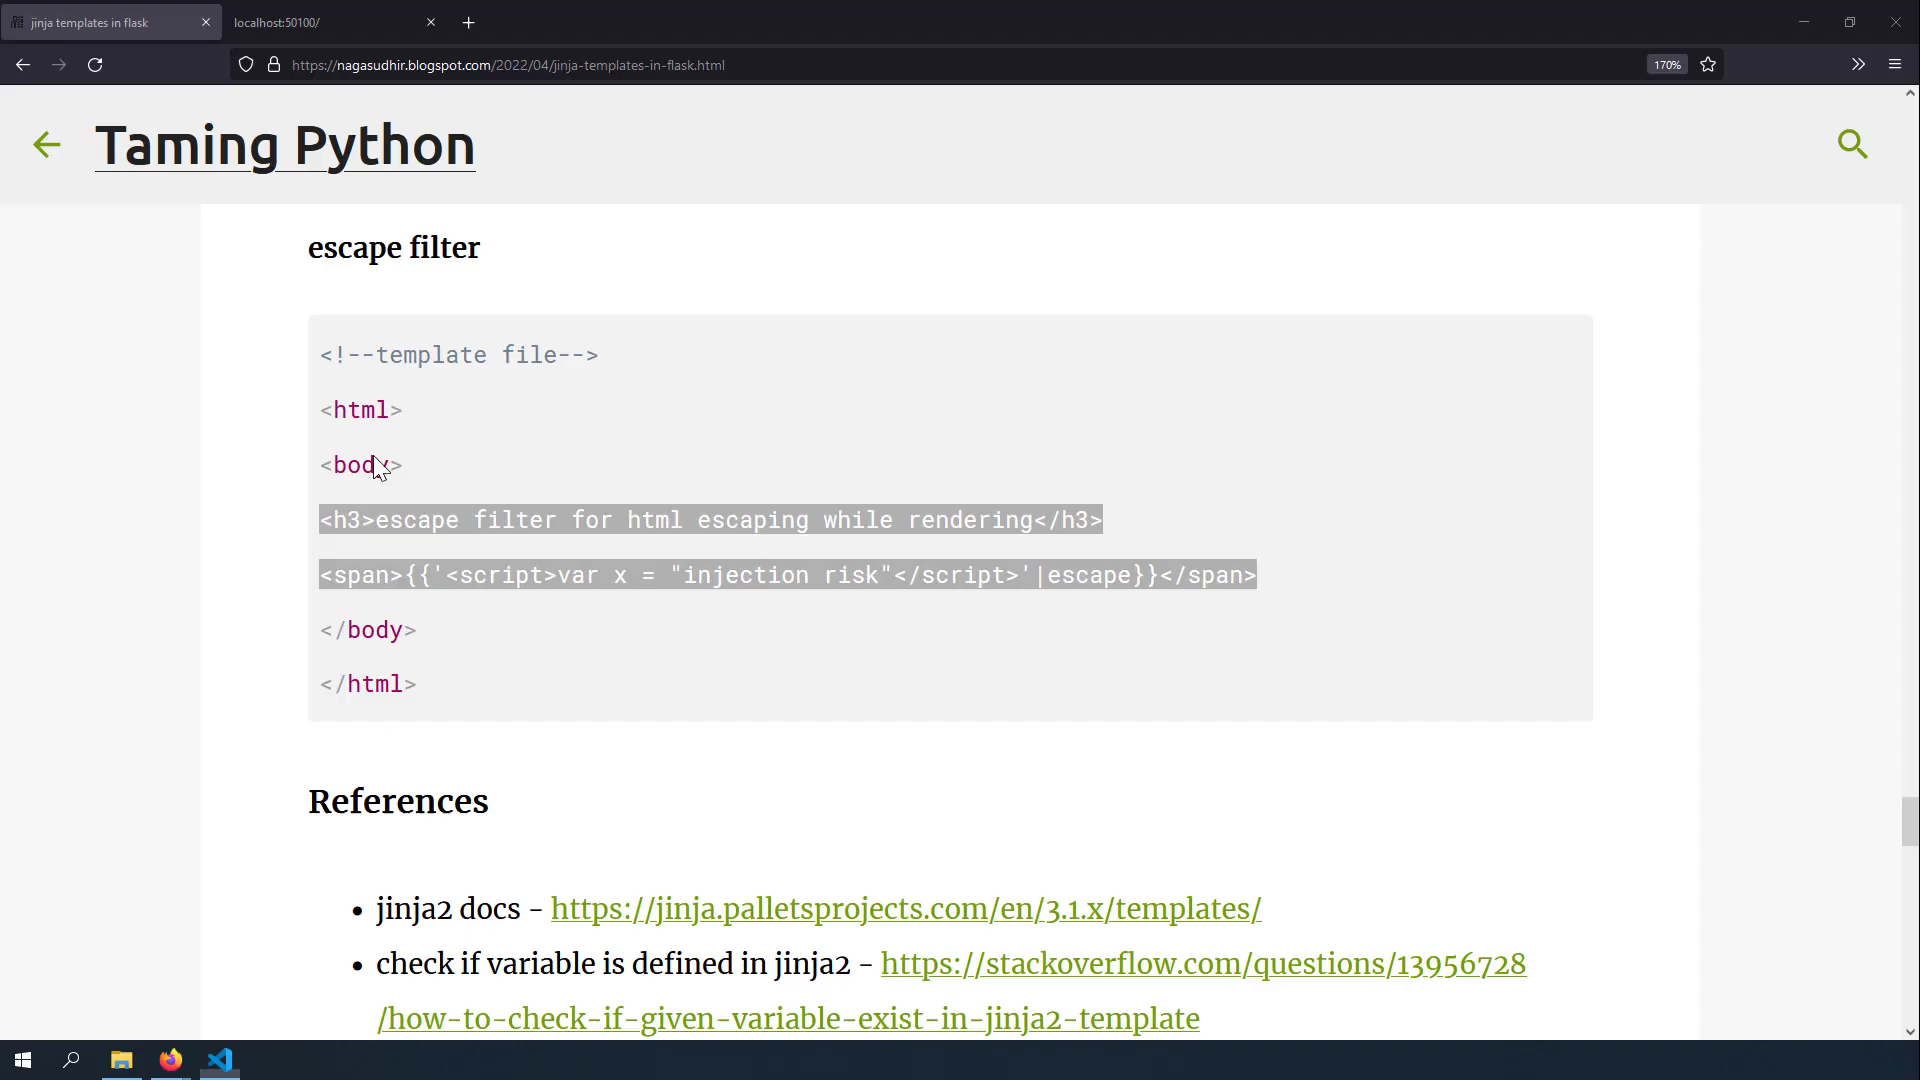 jinja templates in flask
localhost:50100/
https://nagasudhir.blogspot.com/2022/04/jinja-templates-in-flask.html
170%
Taming Python
escape filter
<!--template file-->
<html>
<body>
<h3>escape filter for html escaping while rendering</h3>
<span>{{'<script>var x = "injection risk"</script>'|escape}}</span>
</body>
</html>
References
• jinja2 docs - https://jinja.palletsprojects.com/en/3.1.x/templates/
• check if variable is defined in jinja2 - https://stackoverflow.com/questions/13956728
/how-to-check-if-given-variable-exist-in-jinja2-template